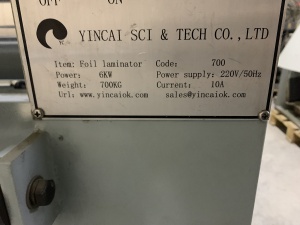 OFF ON
YINCAI SCI & TECH CO.,LTD
Item: Foil laminator Code: 700
Power: 6KW Power supply: 220V/50Hz
Weight: 700KG Current: 10A
Url: www.yincaiok.com sales@yincaiok.com